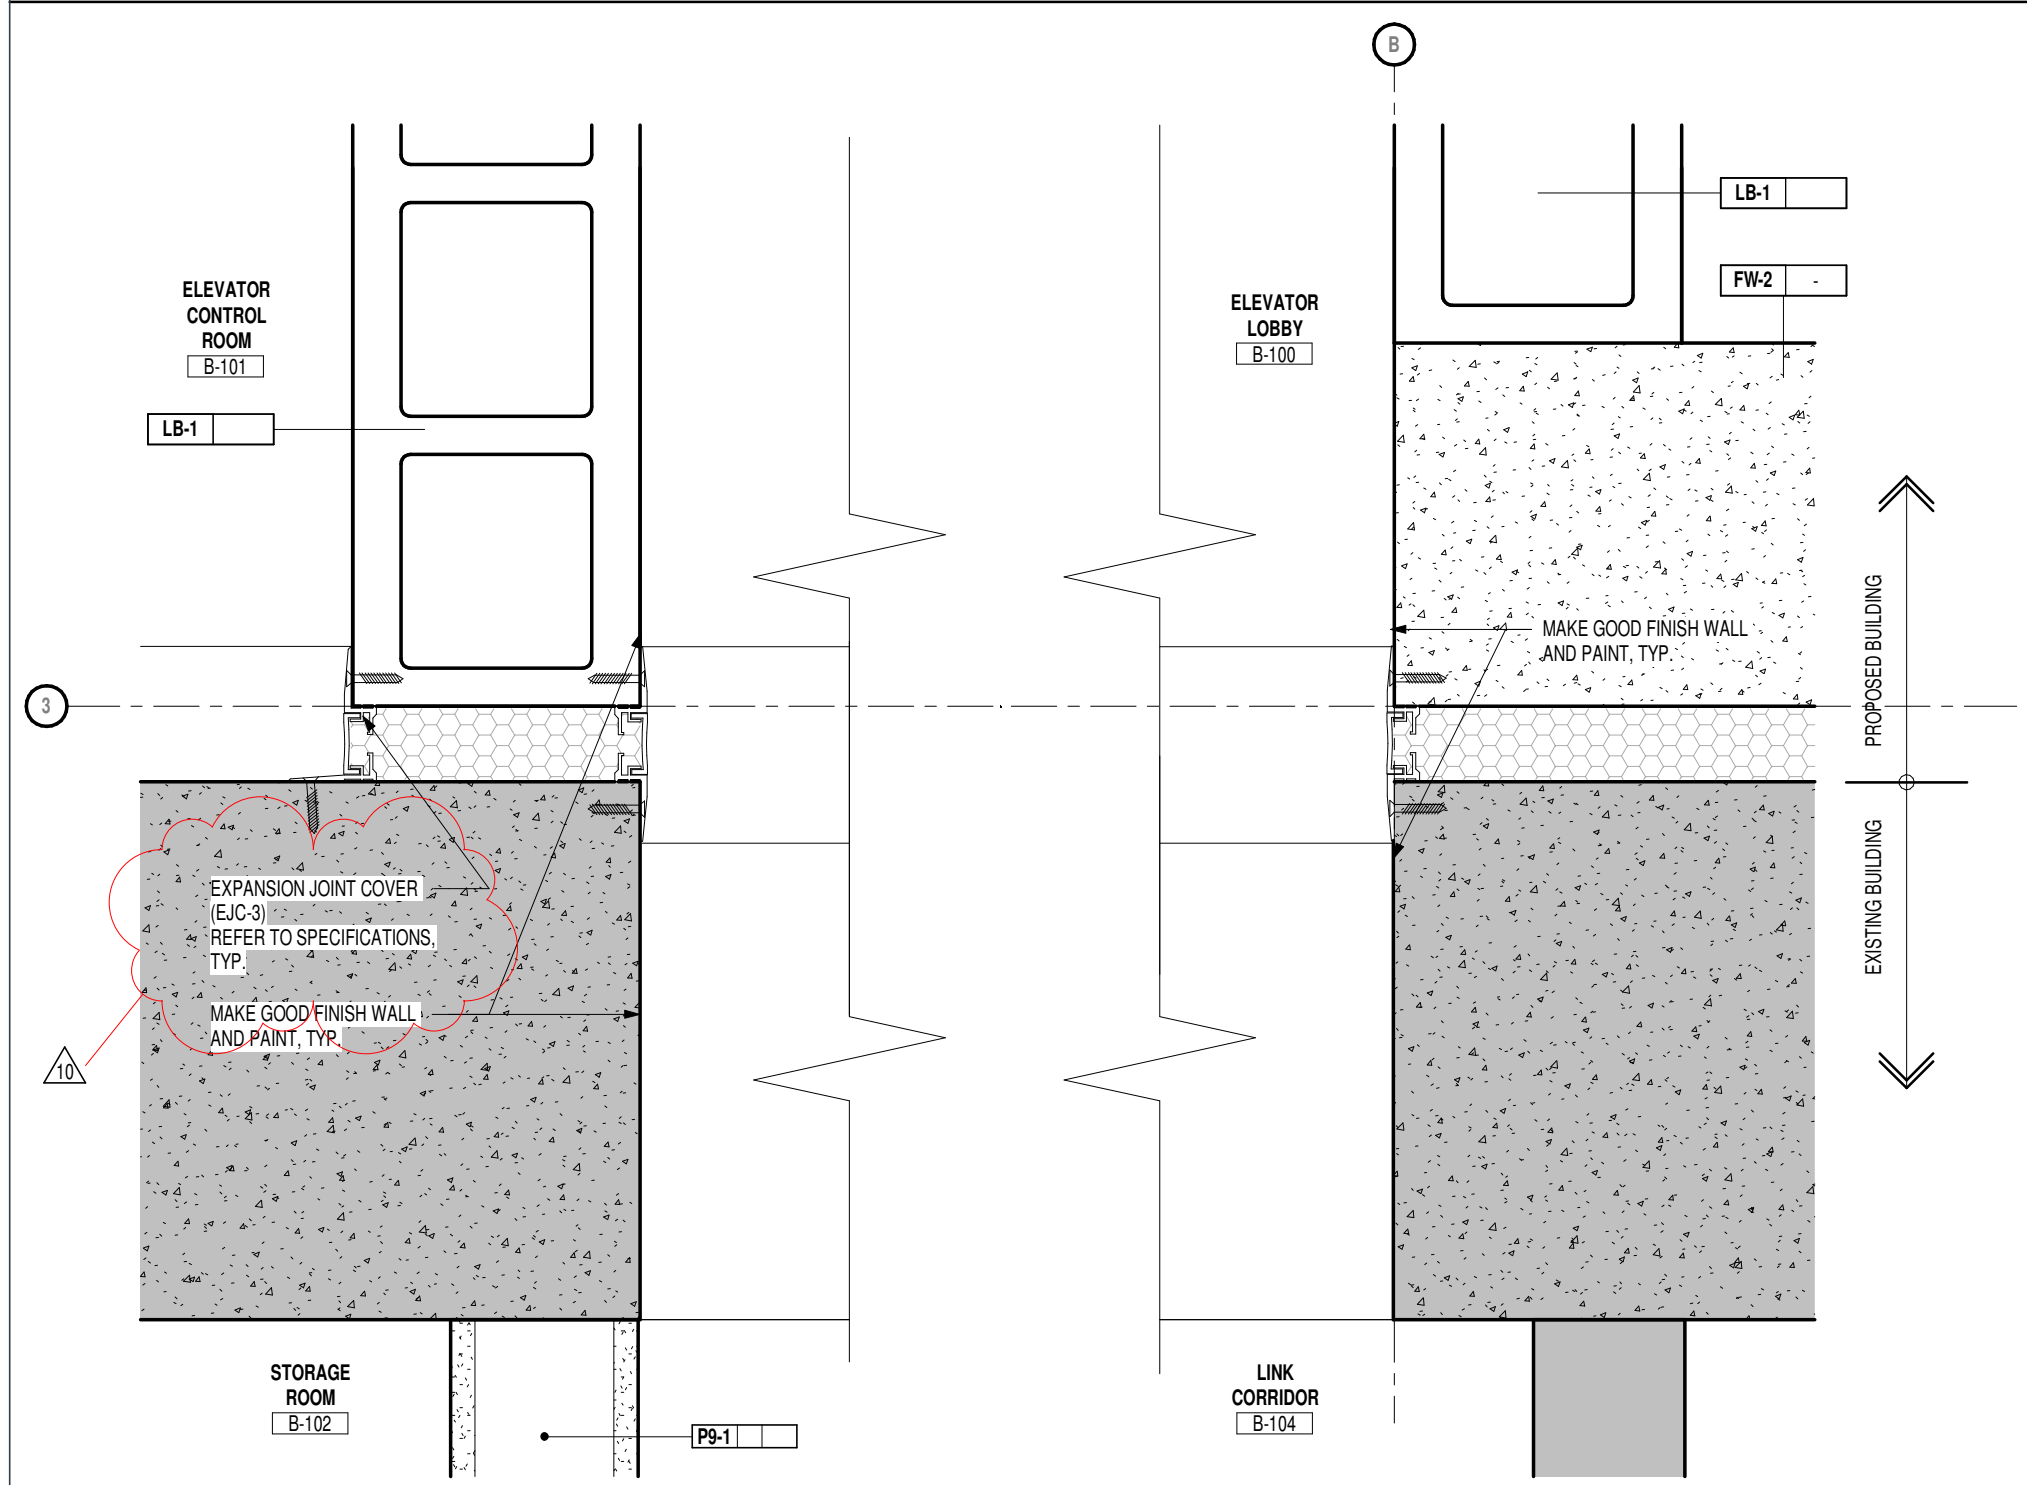 B
LB-1
FW-2 -
ELEVATOR
CONTROL
ROOM
B-101
ELEVATOR
LOBBY
B-100
LB-1
MAKE GOOD FINISH WALL
AND PAINT, TYP.
PROPOSED BUILDING
3
EXISTING BUILDING
EXPANSION JOINT COVER
(EJC-3)
REFER TO SPECIFICATIONS,
TYP.
MAKE GOOD FINISH WALL
AND PAINT, TYP.
10
STORAGE
ROOM
B-102
P9-1
LINK
CORRIDOR
B-104